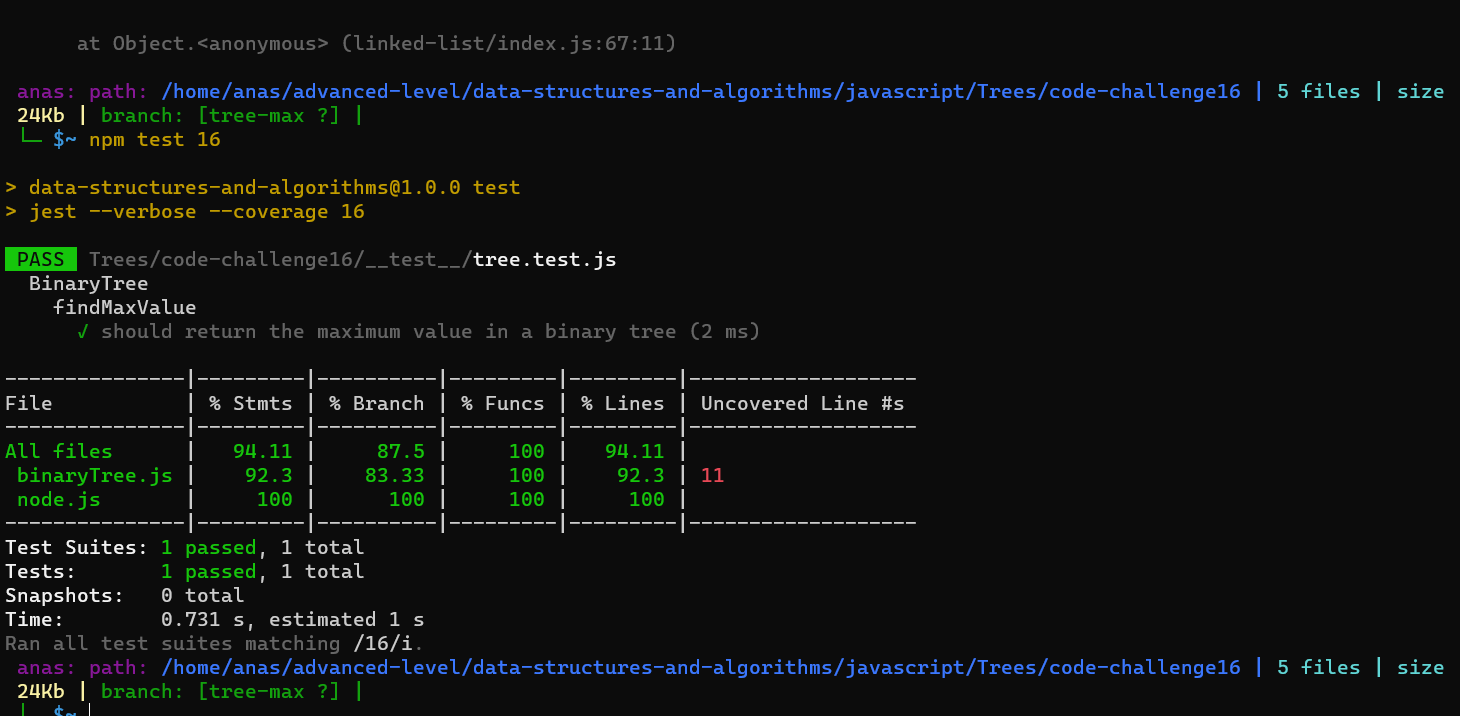 at Object.<anonymous> (linked-list/index.js:67:11)
anas: path: /home/anas/advanced-level/data-structures-and-algorithms/javascript/Trees/code-challenge16 | 5 files | size
24Kb | branch: [tree-max ?] |
└─ $~ npm test 16
> data-structures-and-algorithms@1.0.0 test
> jest --verbose --coverage 16
PASS Trees/code-challenge16/__test__/tree.test.js
BinaryTree
findMaxValue
√ should return the maximum value in a binary tree (2 ms)
---------------|---------|----------|---------|---------|-------------------
File | % Stmts | % Branch | % Funcs | % Lines | Uncovered Line #s
---------------|---------|----------|---------|---------|-------------------
All files | 94.11 | 87.5 | 100 | 94.11 |
binaryTree.js | 92.3 | 83.33 | 100 | 92.3 | 11
node.js | 100 | 100 | 100 | 100 |
---------------|---------|----------|---------|---------|-------------------
Test Suites: 1 passed, 1 total
Tests: 1 passed, 1 total
Snapshots: 0 total
Time: 0.731 s, estimated 1 s
Ran all test suites matching /16/i.
anas: path: /home/anas/advanced-level/data-structures-and-algorithms/javascript/Trees/code-challenge16 | 5 files | size
24Kb | branch: [tree-max ?] |
└─ $~